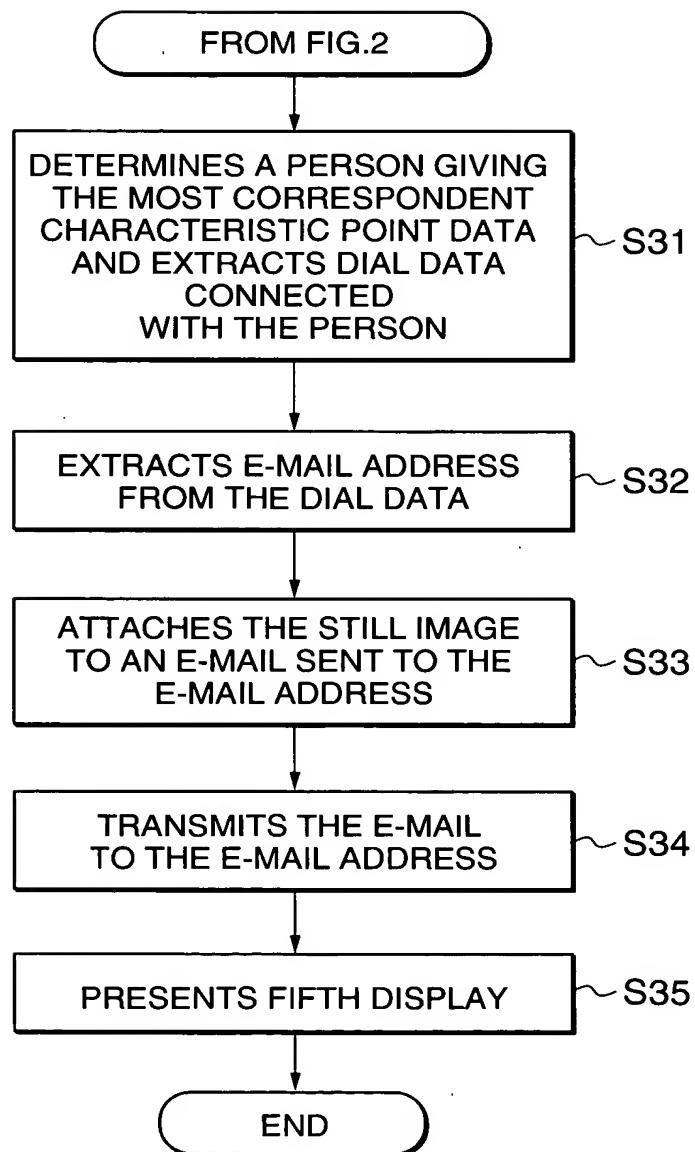 FROM FIG.2
DETERMINES A PERSON GIVING
THE MOST CORRESPONDENT
CHARACTERISTIC POINT DATA
AND EXTRACTS DIAL DATA
CONNECTED
WITH THE PERSON
S31
EXTRACTS E-MAIL ADDRESS
FROM THE DIAL DATA
S32
ATTACHES THE STILL IMAGE
TO AN E-MAIL SENT TO THE
E-MAIL ADDRESS
S33
TRANSMITS THE E-MAIL
TO THE E-MAIL ADDRESS
S34
PRESENTS FIFTH DISPLAY
S35
END